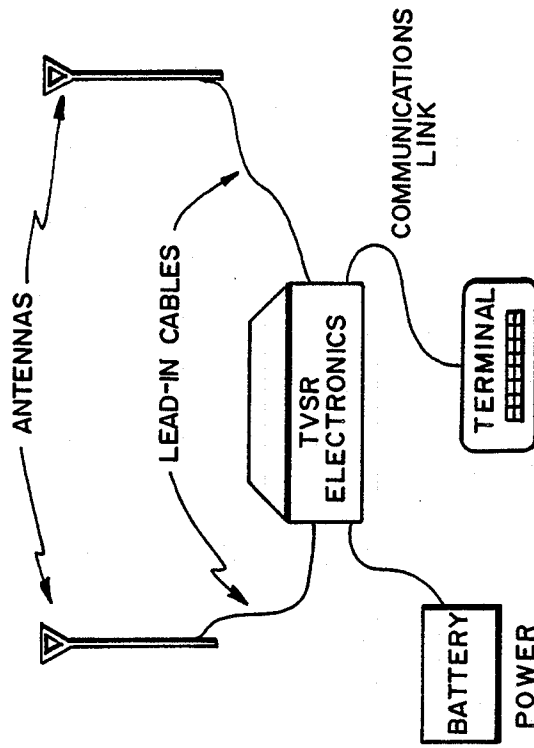 ANTENNAS
LEAD-IN CABLES
TVSR
ELECTRONICS
COMMUNICATIONS
LINK
TERMINAL
BATTERY
POWER